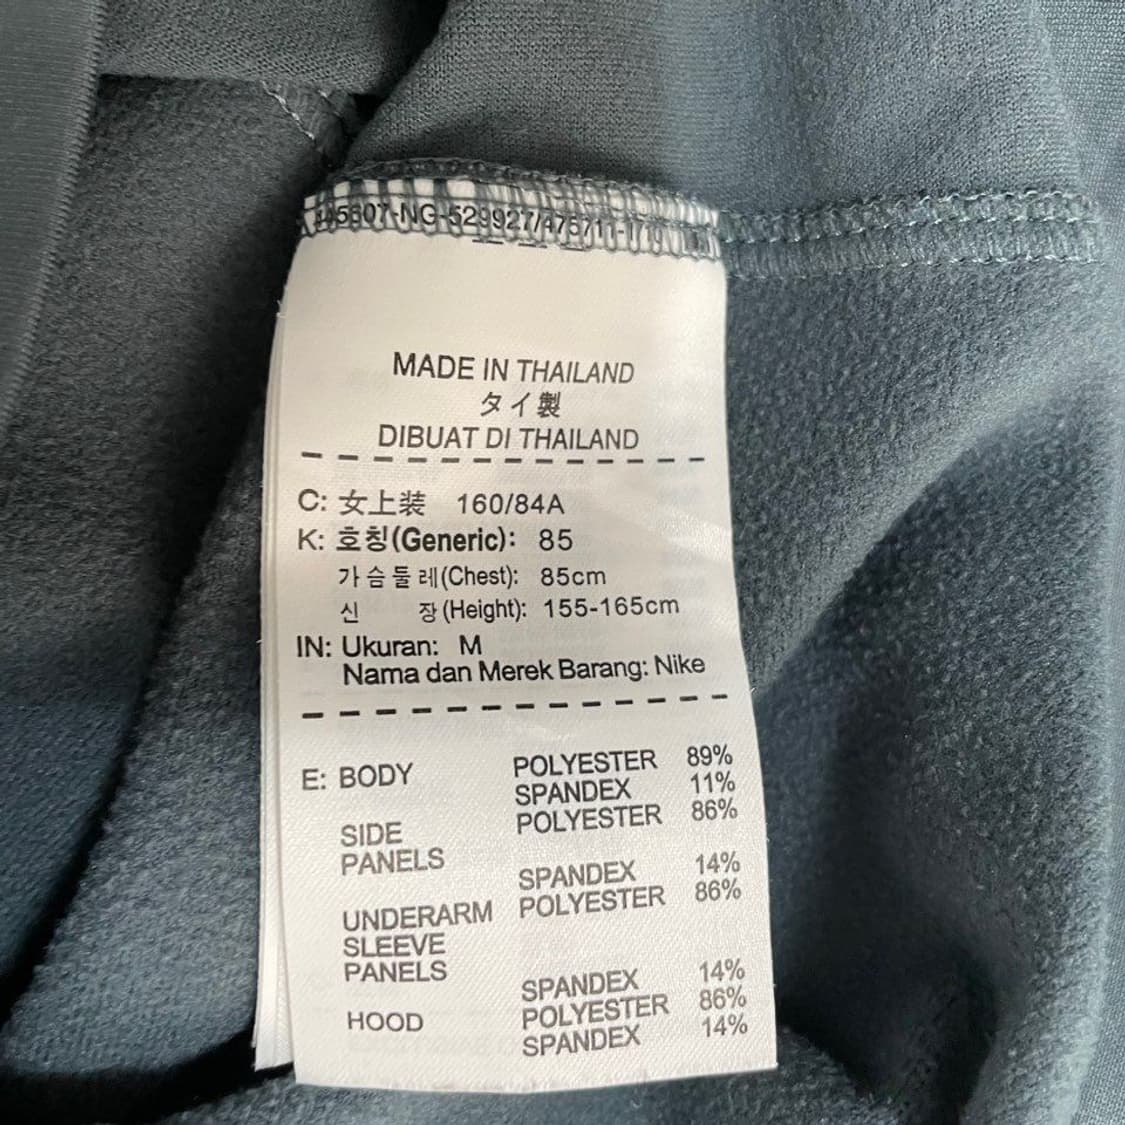 MADE IN THAILAND
タイ製
DIBUAT DI THAILAND
C: 女上装 160/84A
K: 호칭(Generic): 85
가슴둘레(Chest): 85cm
신 장(Height): 155-165cm
IN: Ukuran: M
Nama dan Merek Barang: Nike
E: BODY POLYESTER 89%
SPANDEX 11%
SIDE POLYESTER 86%
PANELS
SPANDEX 14%
UNDERARM POLYESTER 86%
SLEEVE
PANELS
SPANDEX 14%
HOOD POLYESTER 86%
SPANDEX 14%